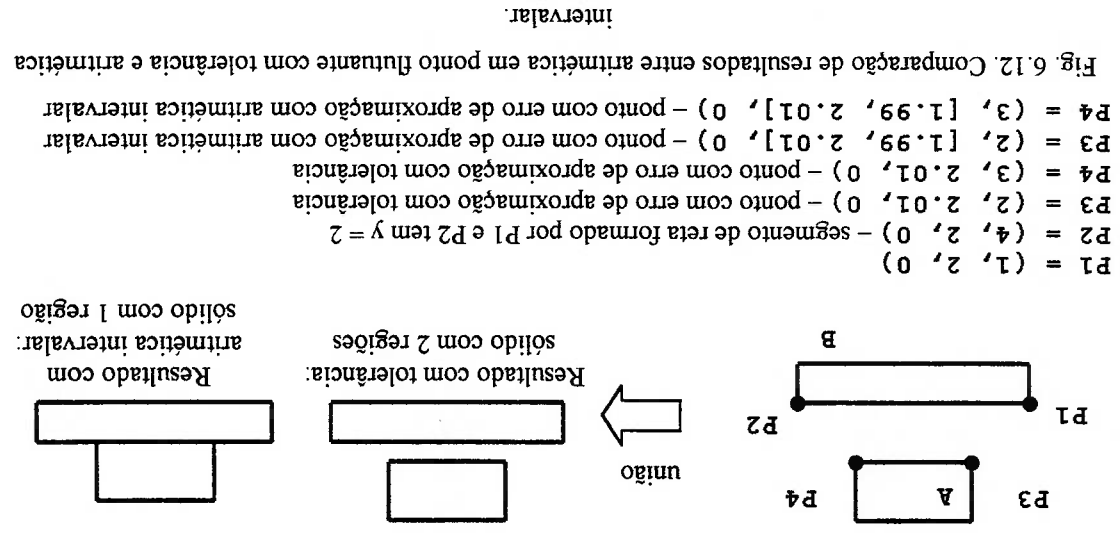 P3
A
P4
P1
P2
B
união
Resultado com tolerância:
sólido com 2 regiões
Resultado com
aritmética intervalar:
sólido com 1 região
P1 = (1, 2, 0)
P2 = (4, 2, 0) – segmento de reta formado por P1 e P2 tem y = 2
P3 = (2, 2.01, 0) – ponto com erro de aproximação com tolerância
P4 = (3, 2.01, 0) – ponto com erro de aproximação com tolerância
P3 = (2, [1.99, 2.01], 0) – ponto com erro de aproximação com aritmética intervalar
P4 = (3, [1.99, 2.01], 0) – ponto com erro de aproximação com aritmética intervalar
Fig. 6.12. Comparação de resultados entre aritmética em ponto flutuante com tolerância e aritmética
intervalar.